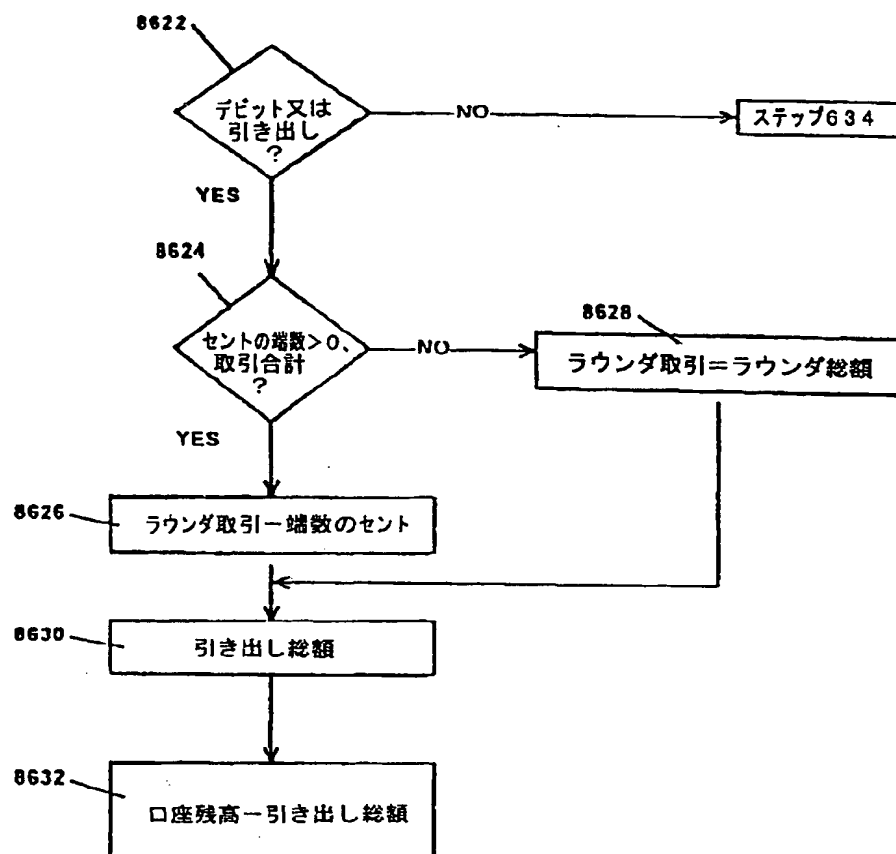 8622
デビット又は
引き出し
?
NO
ステップ634
YES
8624
セントの端数>0、
取引合計
?
NO
8628
ラウンダ取引=ラウンダ総額
YES
8626
ラウンダ取引ー端数のセント
8630
引き出し総額
8632
口座残高ー引き出し総額